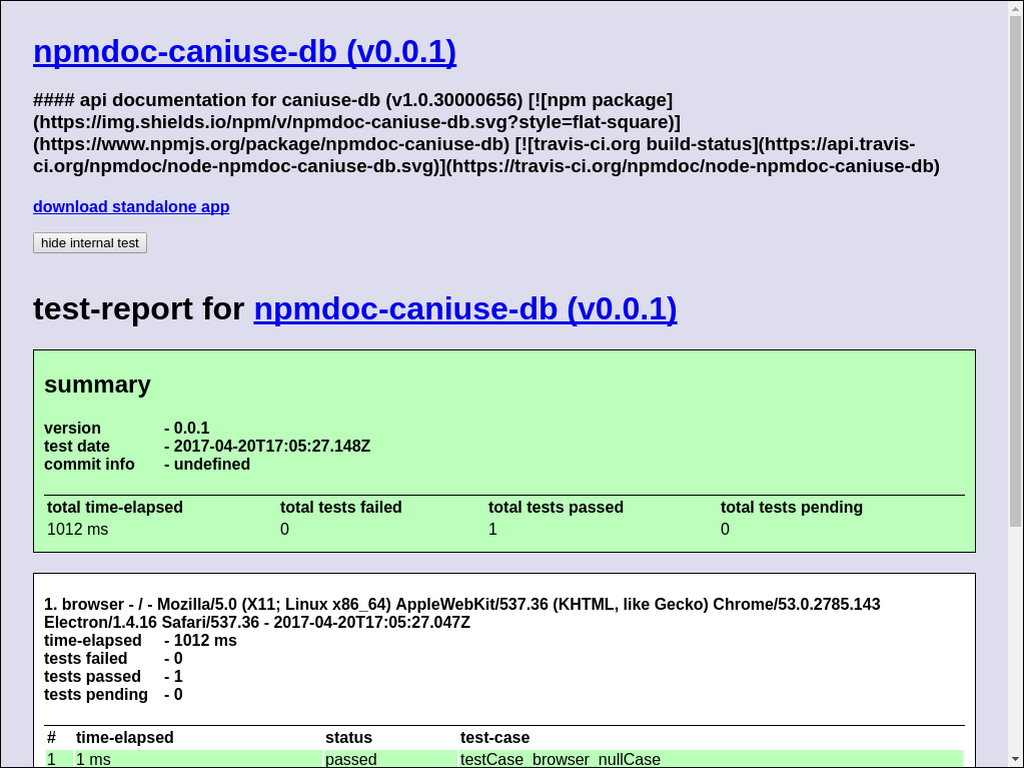 npmdoc-caniuse-db (v0.0.1)
#### api documentation for caniuse-db (v1.0.30000656) [![npm package]
(https://img.shields.io/npm/v/npmdoc-caniuse-db.svg?style=flat-square)]
(https://www.npmjs.org/package/npmdoc-caniuse-db) [![travis-ci.org build-status](https://api.travis-
ci.org/npmdoc/node-npmdoc-caniuse-db.svg)](https://travis-ci.org/npmdoc/node-npmdoc-caniuse-db)
download standalone app
hide internal test
test-report for npmdoc-caniuse-db (v0.0.1)
summary
version - 0.0.1
test date - 2017-04-20T17:05:27.148Z
commit info - undefined
total time-elapsed total tests failed total tests passed total tests pending
1012 ms 0 1 0
1. browser - / - Mozilla/5.0 (X11; Linux x86_64) AppleWebKit/537.36 (KHTML, like Gecko) Chrome/53.0.2785.143
Electron/1.4.16 Safari/537.36 - 2017-04-20T17:05:27.047Z
time-elapsed - 1012 ms
tests failed - 0
tests passed - 1
tests pending - 0
# time-elapsed status test-case
1 1 ms passed testCase_browser_nullCase